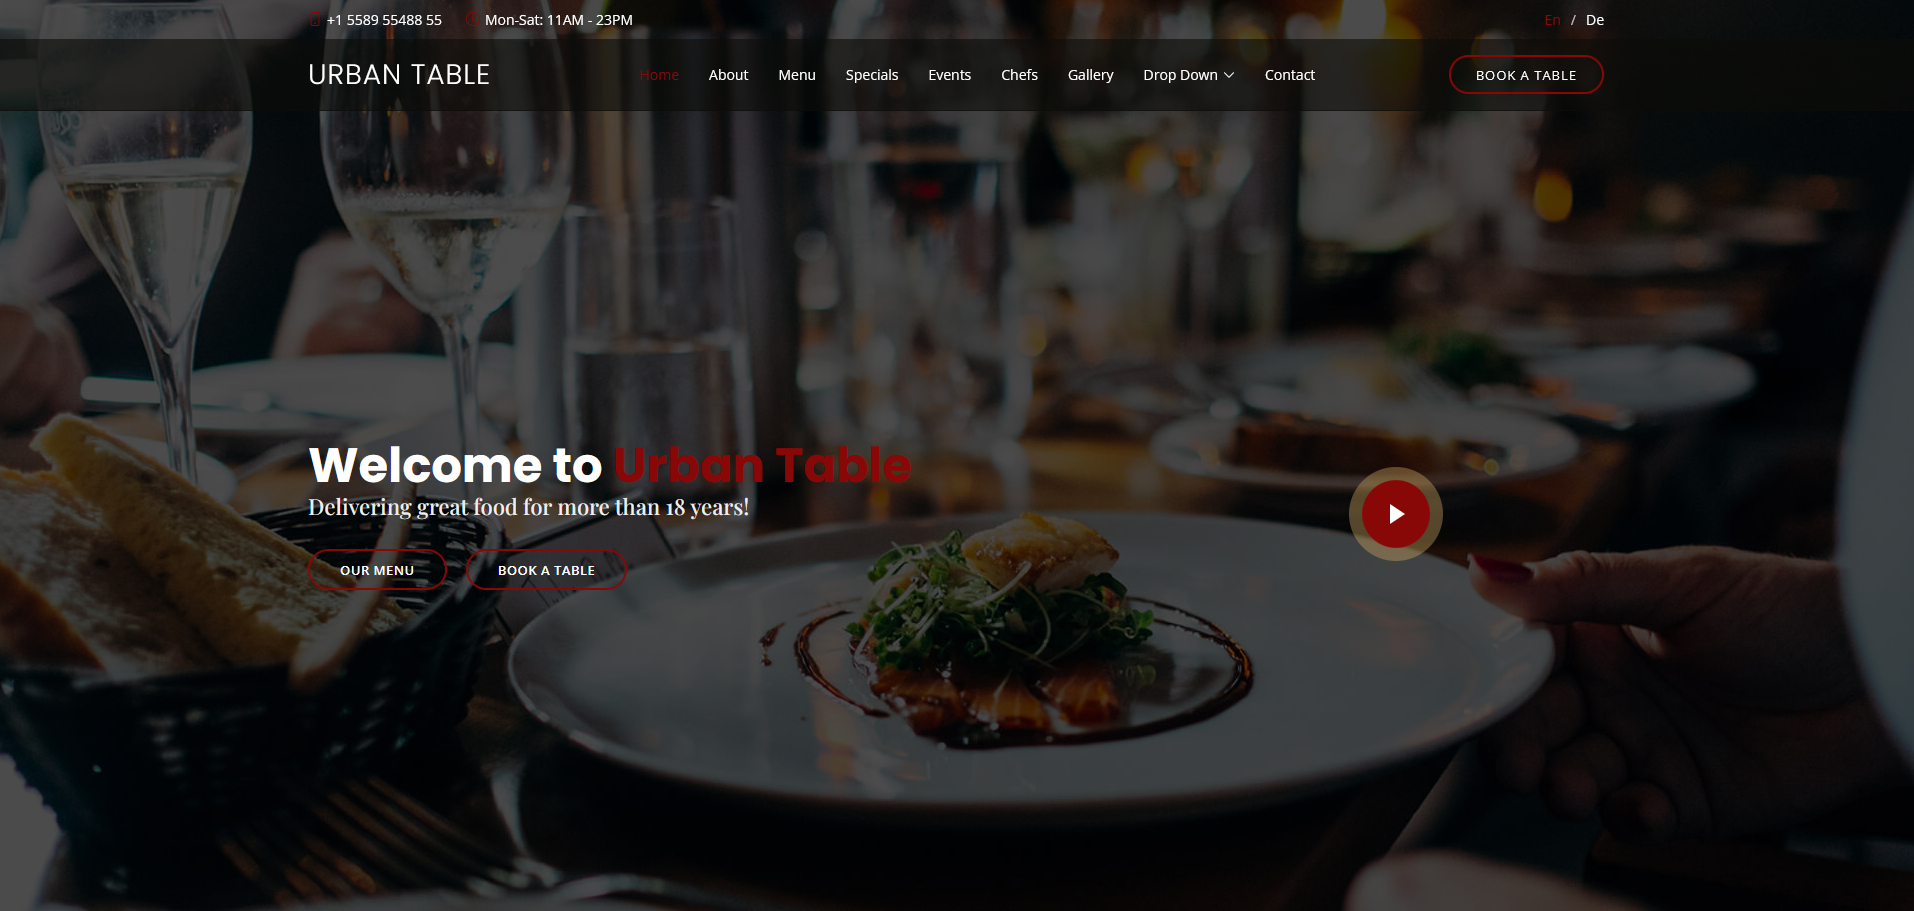 +1 5589 55488 55 Mon-Sat: 11AM - 23PM En / De
URBAN TABLE Home About Menu Specials Events Chefs Gallery Drop Down Contact BOOK A TABLE
Welcome to Urban Table
Delivering great food for more than 18 years!
OUR MENU BOOK A TABLE